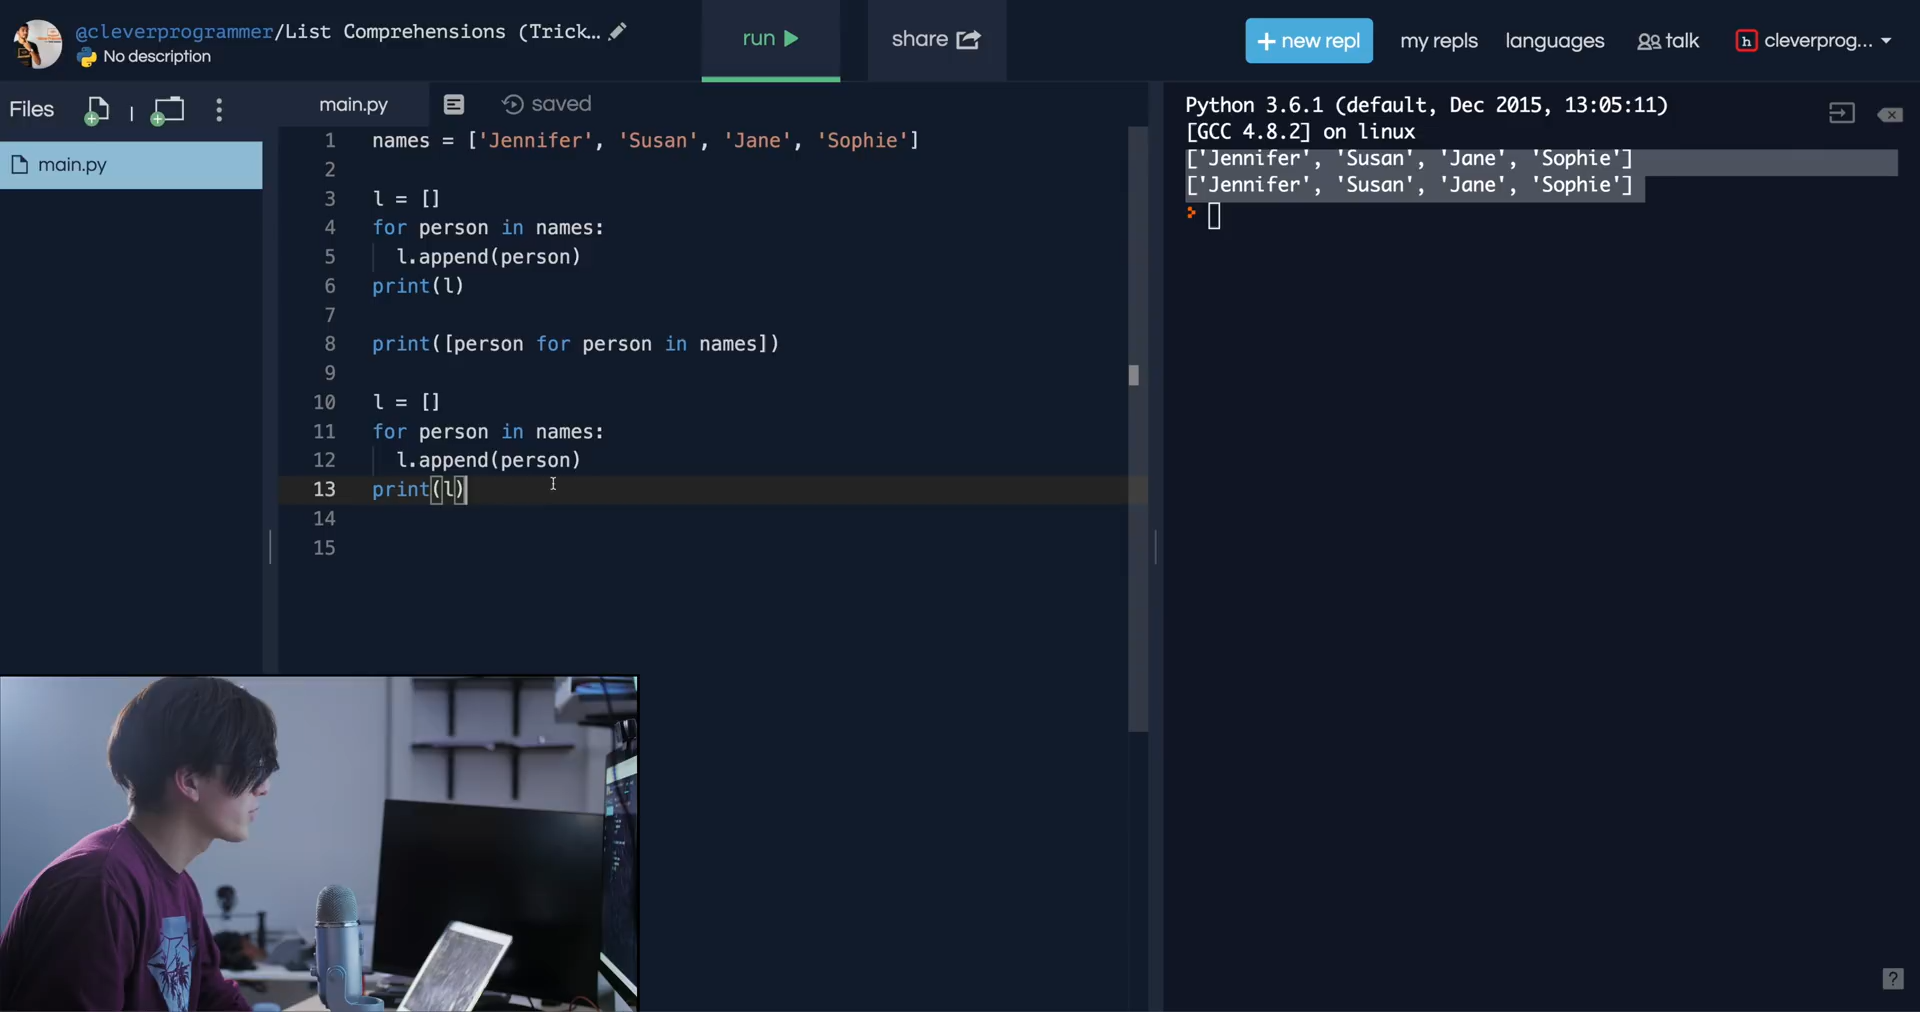 @cleverprogrammer/List Comprehensions (Trick...
No description
run
share
+ new repl
my repls
languages
talk
h
cleverprog...
Files
main.py
saved
main.py
1 names = ['Jennifer', 'Susan', 'Jane', 'Sophie']
2
3 l = []
4 for person in names:
5 l.append(person)
6 print(l)
7
8 print([person for person in names])
9
10 l = []
11 for person in names:
12 l.append(person)
13 print(l)
14
15
Python 3.6.1 (default, Dec 2015, 13:05:11)
[GCC 4.8.2] on linux
['Jennifer', 'Susan', 'Jane', 'Sophie']
['Jennifer', 'Susan', 'Jane', 'Sophie']
?